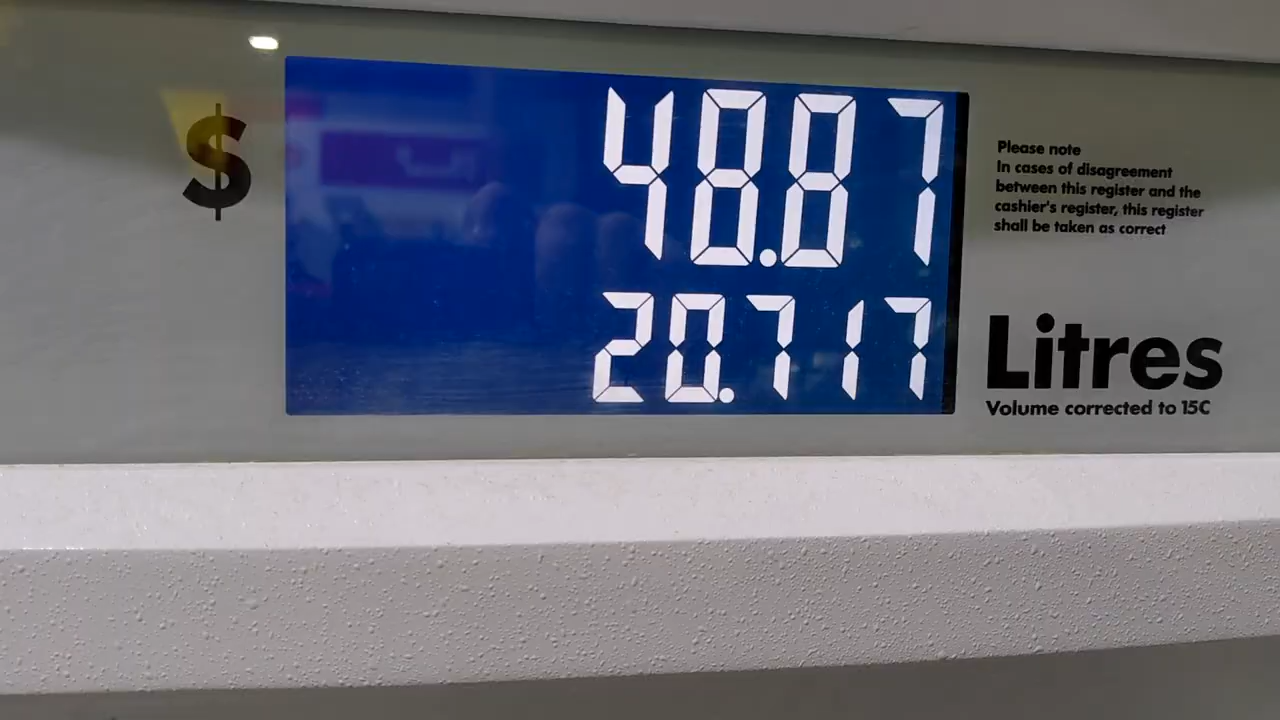 $ 48.87
Please note
In cases of disagreement
between this register and the
cashier's register, this register
shall be taken as correct
20.717 Litres
Volume corrected to 15C